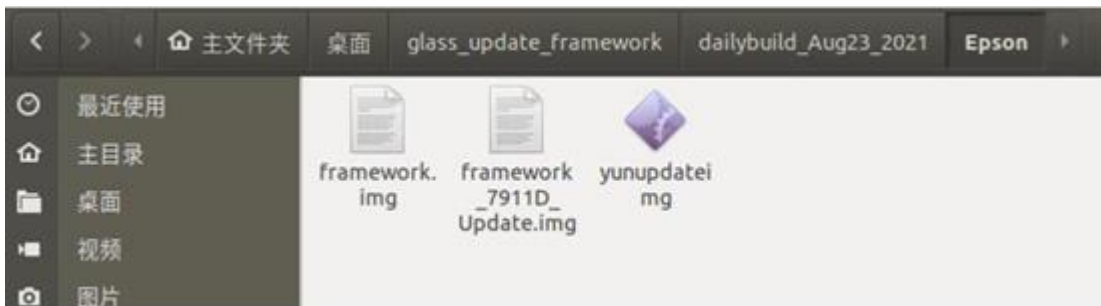 主文件夹 桌面 glass_update_framework dailybuild_Aug23_2021 Epson
最近使用
主目录
桌面
视频
图片
framework.
img
framework
_7911D_
Update.img
yunupdatei
mg